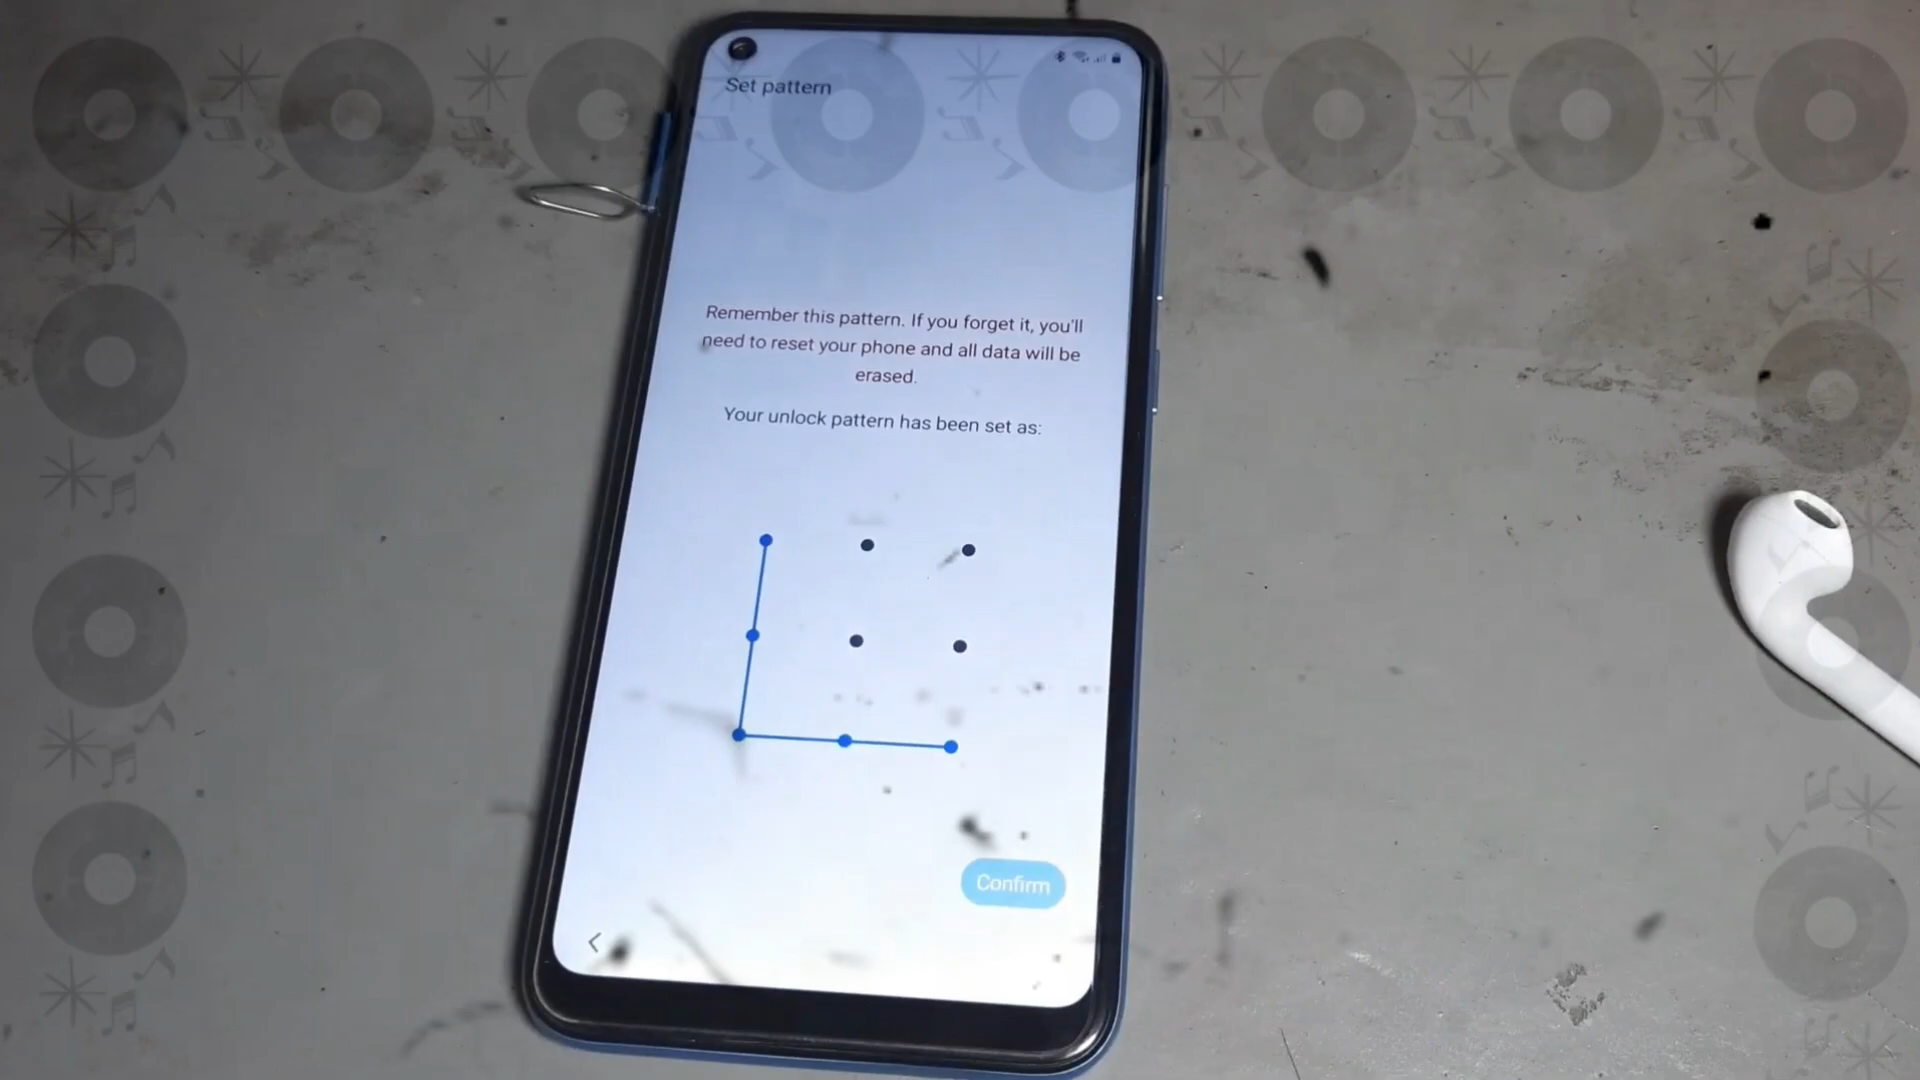 Set pattern
Remember this pattern. If you forget it, you'll
need to reset your phone and all data will be
erased.
Your unlock pattern has been set as:
Confirm